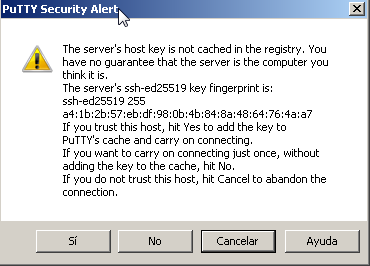 PuTTY Security Alert
The server's host key is not cached in the registry. You
have no guarantee that the server is the computer you
think it is.
The server's ssh-ed25519 key fingerprint is:
ssh-ed25519 255
a4:1b:2b:57:eb:df:98:0b:4b:84:8a:48:64:76:4a:a7
If you trust this host, hit Yes to add the key to
PuTTY's cache and carry on connecting.
If you want to carry on connecting just once, without
adding the key to the cache, hit No.
If you do not trust this host, hit Cancel to abandon the
connection.
Sí No Cancelar Ayuda